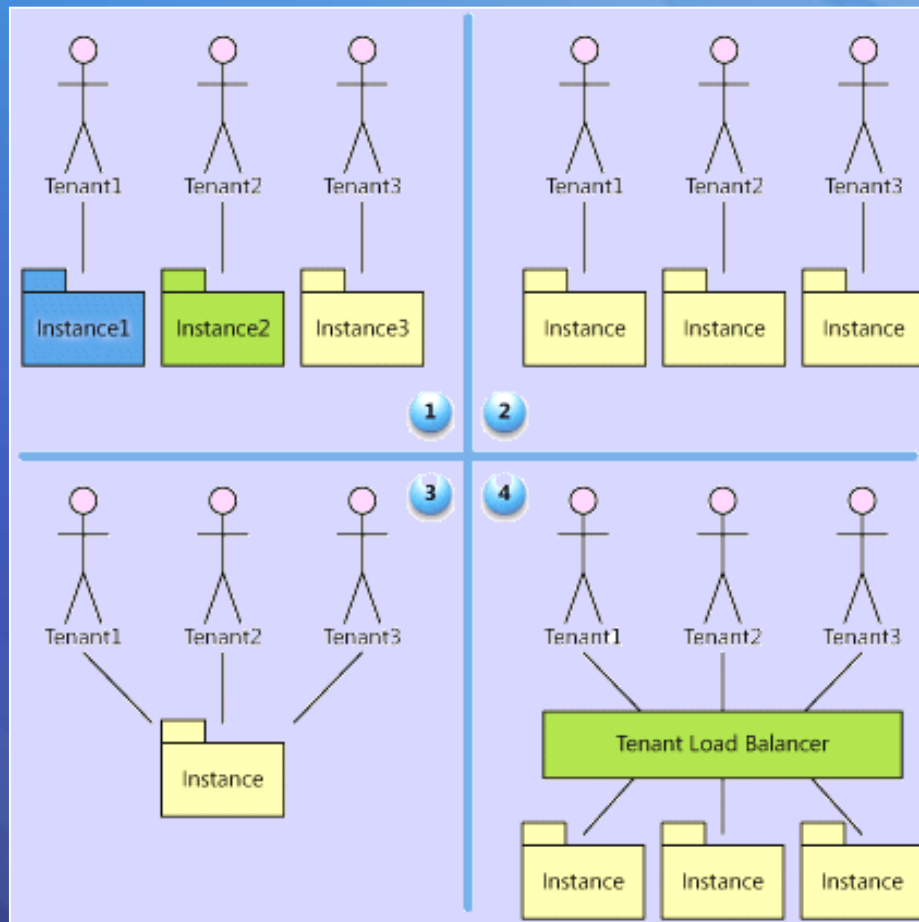 Tenant1 Tenant2 Tenant3
Instance1 Instance2 Instance3
1
Tenant1 Tenant2 Tenant3
Instance Instance Instance
2
3
Tenant1 Tenant2 Tenant3
Instance
4
Tenant1 Tenant2 Tenant3
Tenant Load Balancer
Instance Instance Instance